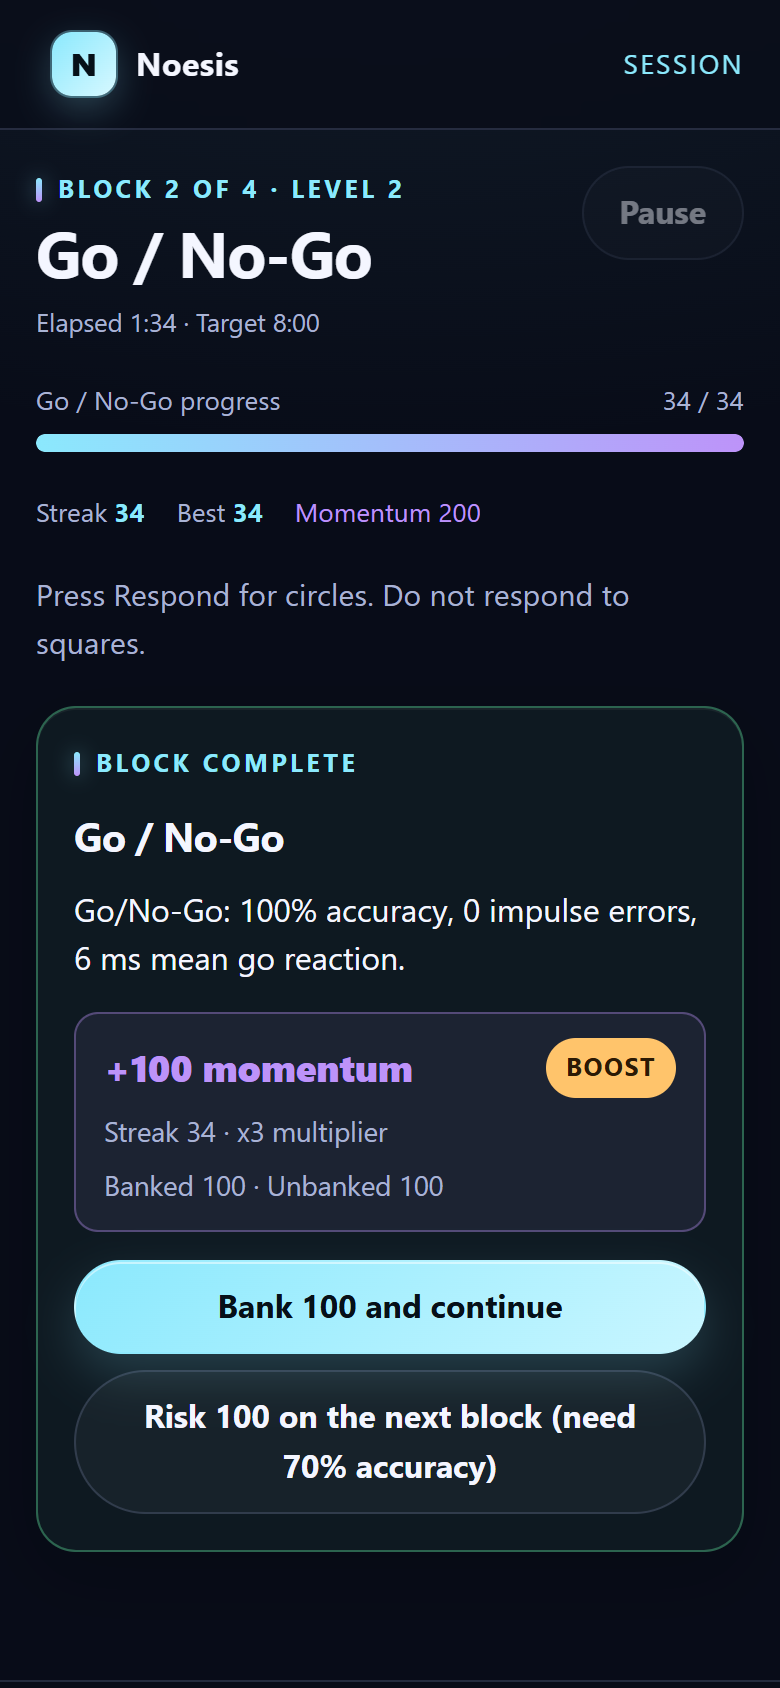 N Noesis SESSION
BLOCK 2 OF 4 · LEVEL 2
Pause
Go / No-Go
Elapsed 1:34 · Target 8:00
Go / No-Go progress 34 / 34
Streak 34 Best 34 Momentum 200
Press Respond for circles. Do not respond to
squares.
BLOCK COMPLETE
Go / No-Go
Go/No-Go: 100% accuracy, 0 impulse errors,
6 ms mean go reaction.
+100 momentum BOOST
Streak 34 · x3 multiplier
Banked 100 · Unbanked 100
Bank 100 and continue
Risk 100 on the next block (need
70% accuracy)